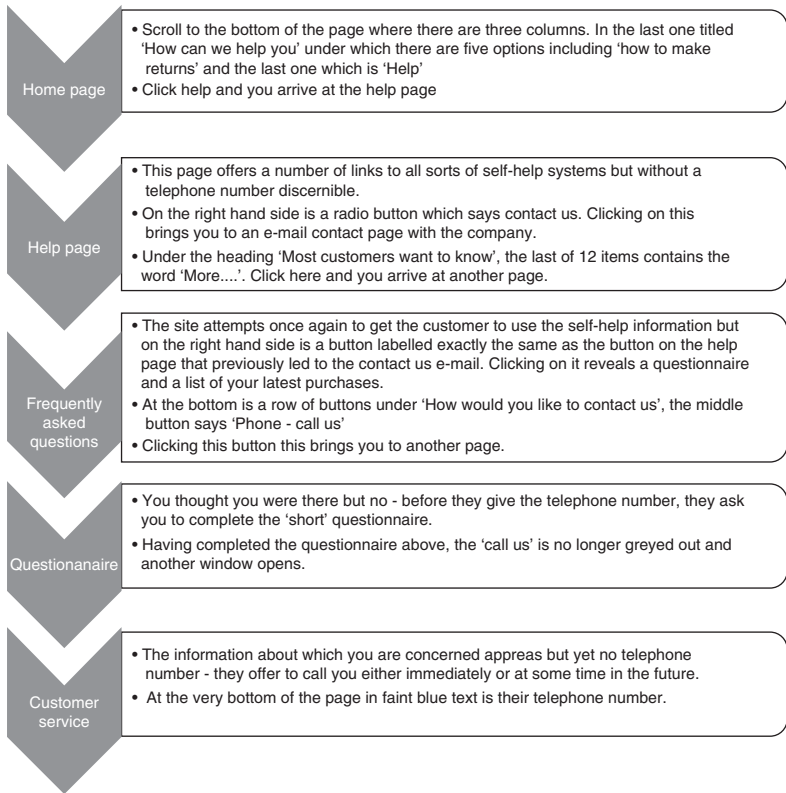 Home page
• Scroll to the bottom of the page where there are three columns. In the last one titled
‘How can we help you’ under which there are five options including ‘how to make
returns’ and the last one which is ‘Help’
• Click help and you arrive at the help page
Help page
• This page offers a number of links to all sorts of self-help systems but without a
telephone number discernible.
• On the right hand side is a radio button which says contact us. Clicking on this
brings you to an e-mail contact page with the company.
• Under the heading ‘Most customers want to know’, the last of 12 items contains the
word ‘More....’. Click here and you arrive at another page.
Frequently
asked
questions
• The site attempts once again to get the customer to use the self-help information but
on the right hand side is a button labelled exactly the same as the button on the help
page that previously led to the contact us e-mail. Clicking on it reveals a questionnaire
and a list of your latest purchases.
• At the bottom is a row of buttons under ‘How would you like to contact us’, the middle
button says ‘Phone - call us’
• Clicking this button this brings you to another page.
Questionanaire
• You thought you were there but no - before they give the telephone number, they ask
you to complete the ‘short’ questionnaire.
• Having completed the questionnaire above, the ‘call us’ is no longer greyed out and
another window opens.
Customer
service
• The information about which you are concerned appreas but yet no telephone
number - they offer to call you either immediately or at some time in the future.
• At the very bottom of the page in faint blue text is their telephone number.